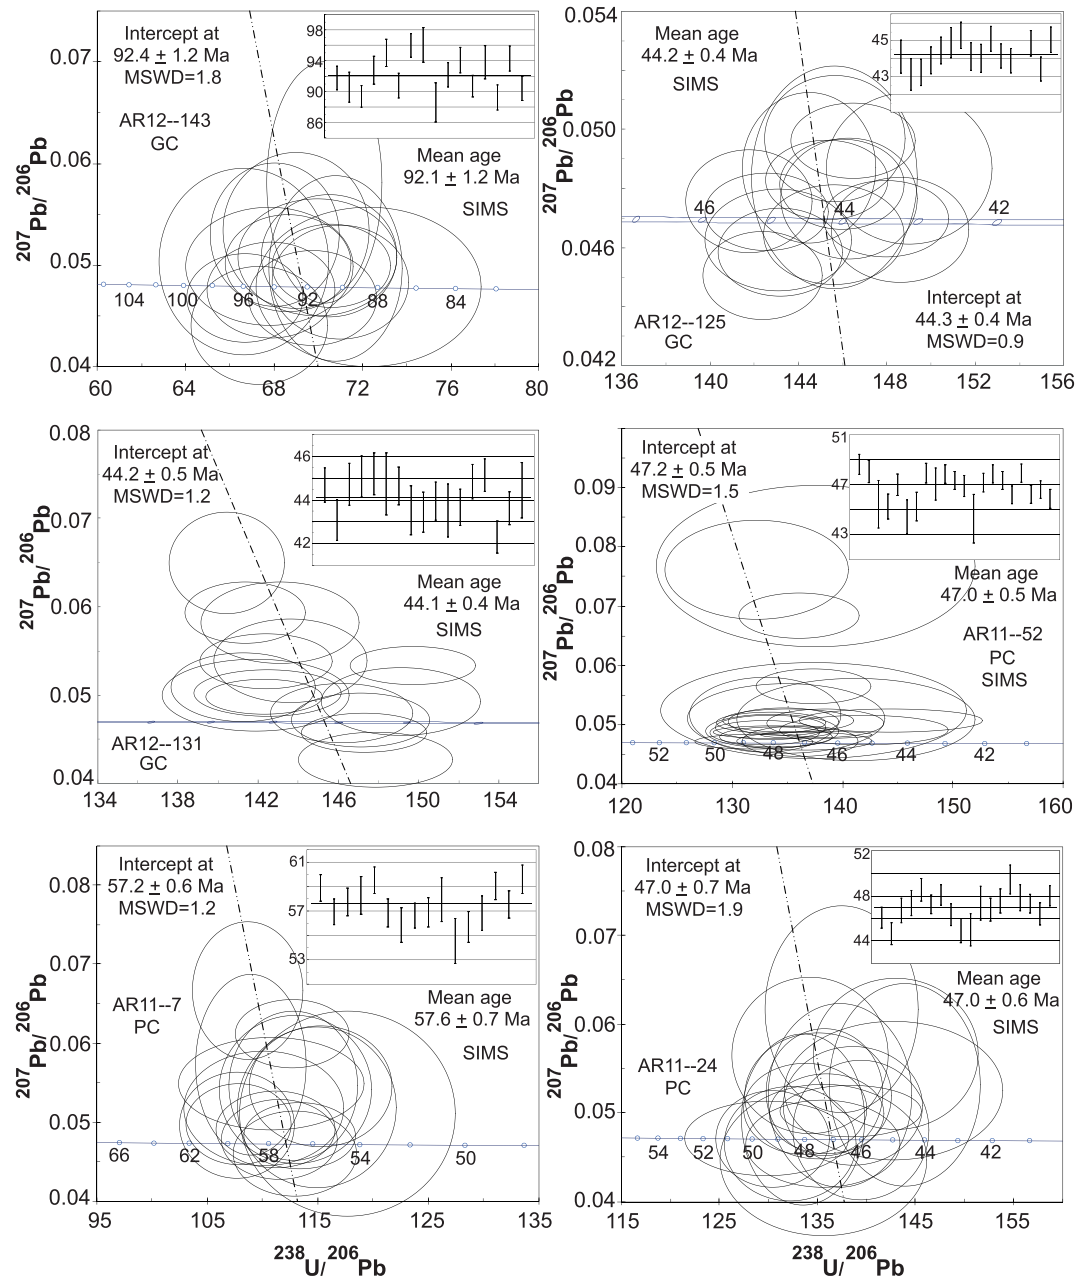 Intercept at
92.4 ± 1.2 Ma
MSWD=1.8
AR12--143
GC
98
94
90
86
Mean age
92.1 ± 1.2 Ma
SIMS
0.07
0.06
0.05
0.04
207Pb/ 206Pb
104
100
96
92
88
84
60
64
68
72
76
80
Mean age
44.2 ± 0.4 Ma
SIMS
45
43
0.054
0.050
0.046
0.042
207Pb/ 206Pb
46
44
42
AR12--125
GC
Intercept at
44.3 ± 0.4 Ma
MSWD=0.9
136
140
144
148
152
156
Intercept at
44.2 ± 0.5 Ma
MSWD=1.2
46
44
42
Mean age
44.1 ± 0.4 Ma
SIMS
0.08
0.07
0.06
0.05
0.04
207Pb/ 206Pb
AR12--131
GC
134
138
142
146
150
154
Intercept at
47.2 ± 0.5 Ma
MSWD=1.5
51
47
43
Mean age
47.0 ± 0.5 Ma
AR11--52
PC
SIMS
0.09
0.08
0.07
0.06
0.05
0.04
207Pb/ 206Pb
52
50
48
46
44
42
120
130
140
150
160
Intercept at
57.2 ± 0.6 Ma
MSWD=1.2
61
57
53
Mean age
57.6 ± 0.7 Ma
SIMS
AR11--7
PC
0.08
0.07
0.06
0.05
0.04
207Pb/ 206Pb
66
62
58
54
50
95
105
115
125
135
238U/ 206Pb
Intercept at
47.0 ± 0.7 Ma
MSWD=1.9
52
48
44
Mean age
47.0 ± 0.6 Ma
SIMS
AR11--24
PC
0.08
0.07
0.06
0.05
0.04
207Pb/ 206Pb
54
52
50
48
46
44
42
115
125
135
145
155
238U/ 206Pb